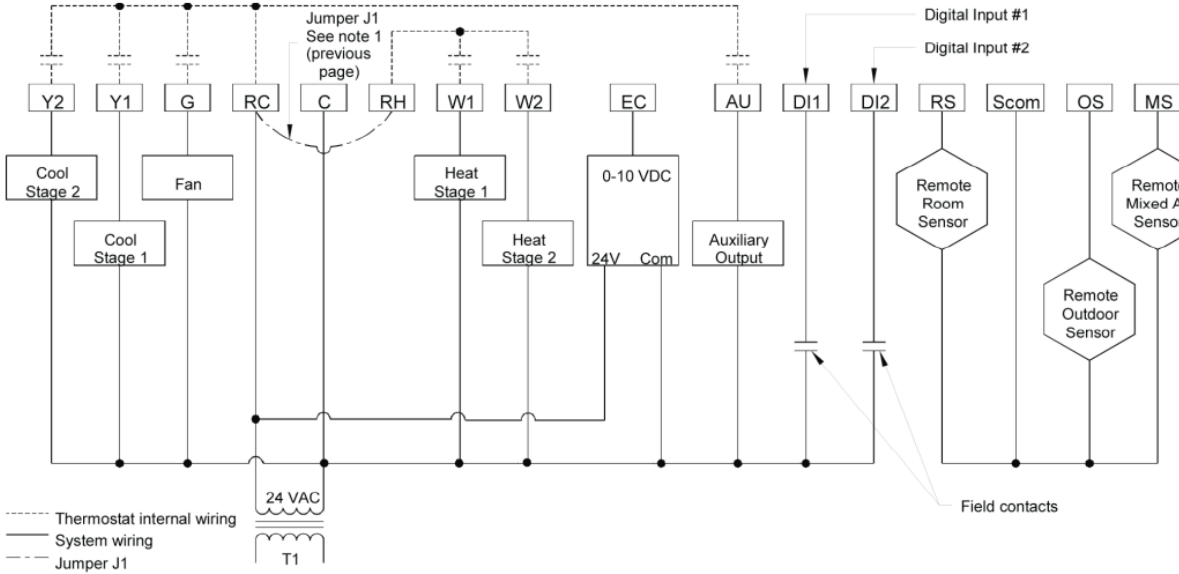 Jumper J1
See note 1
(previous
page)
Digital Input #1
Digital Input #2
Y2
Y1
G
RC
C
RH
W1
W2
EC
AU
DI1
DI2
RS
Scom
OS
MS
Cool
Stage 2
Fan
Heat
Stage 1
0-10 VDC
24V
Com
Remote
Room
Sensor
Cool
Stage 1
Heat
Stage 2
Auxiliary
Output
Remote
Outdoor
Sensor
Mixed
24 VAC
T1
Field contacts
Thermostat internal wiring
System wiring
Jumper J1